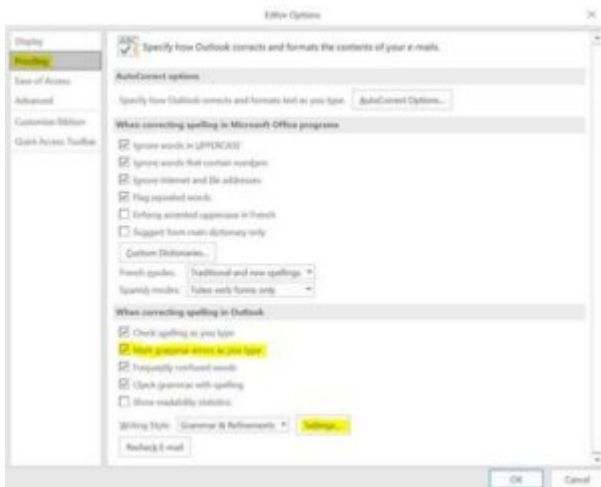 Editor Options
Display
Proofing
Ease of Access
Advanced
Customize Ribbon
Quick Access Toolbar
ABC
Specify how Outlook corrects and formats the contents of your e-mails.
AutoCorrect options
Specify how Outlook corrects and formats text as you type: AutoCorrect Options...
When correcting spelling in Microsoft Office programs
Ignore words in UPPERCASE
Ignore words that contain numbers
Ignore Internet and file addresses
Flag repeated words
Enforce accented uppercase in French
Suggest from main dictionary only
Custom Dictionaries...
French modes: Traditional and new spellings
Spanish modes: Tuteo verb forms only
When correcting spelling in Outlook
Check spelling as you type
Mark grammar errors as you type
Frequently confused words
Check grammar with spelling
Show readability statistics
Writing Style: Grammar & Refinements Settings...
Recheck E-mail
OK Cancel